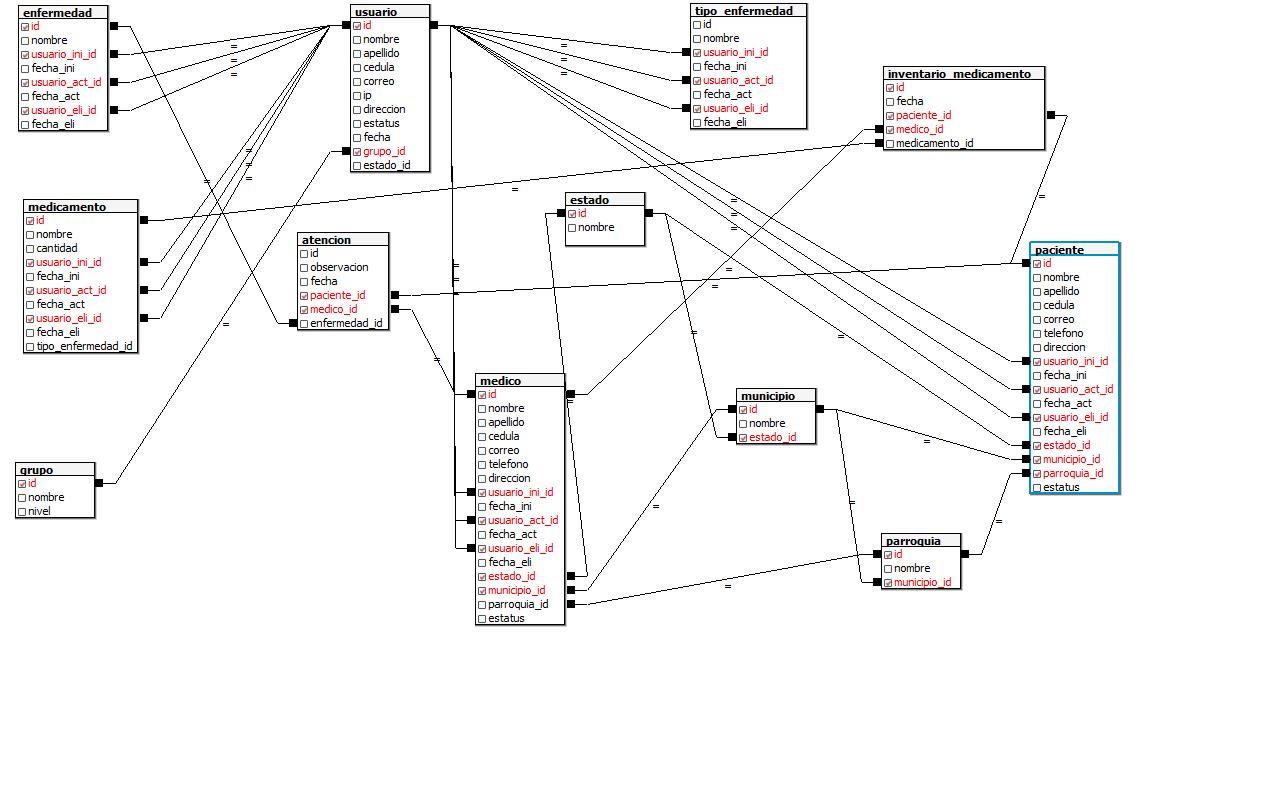 enfermedad
id
nombre
usuario_ini_id
fecha_ini
usuario_act_id
fecha_act
usuario_eli_id
fecha_eli
usuario
id
nombre
apellido
cedula
correo
ip
direccion
estatus
fecha
grupo_id
estado_id
tipo_enfermedad
id
nombre
usuario_ini_id
fecha_ini
usuario_act_id
fecha_act
usuario_eli_id
fecha_eli
inventario_medicamento
id
fecha
paciente_id
medico_id
medicamento_id
medicamento
id
nombre
cantidad
usuario_ini_id
fecha_ini
usuario_act_id
fecha_act
usuario_eli_id
fecha_eli
tipo_enfermedad_id
atencion
id
observacion
fecha
paciente_id
medico_id
enfermedad_id
estado
id
nombre
paciente
id
nombre
apellido
cedula
correo
telefono
direccion
usuario_ini_id
fecha_ini
usuario_act_id
fecha_act
usuario_eli_id
fecha_eli
estado_id
municipio_id
parroquia_id
estatus
medico
id
nombre
apellido
cedula
correo
telefono
direccion
usuario_ini_id
fecha_ini
usuario_act_id
fecha_act
usuario_eli_id
fecha_eli
estado_id
municipio_id
parroquia_id
estatus
municipio
id
nombre
estado_id
grupo
id
nombre
nivel
parroquia
id
nombre
municipio_id